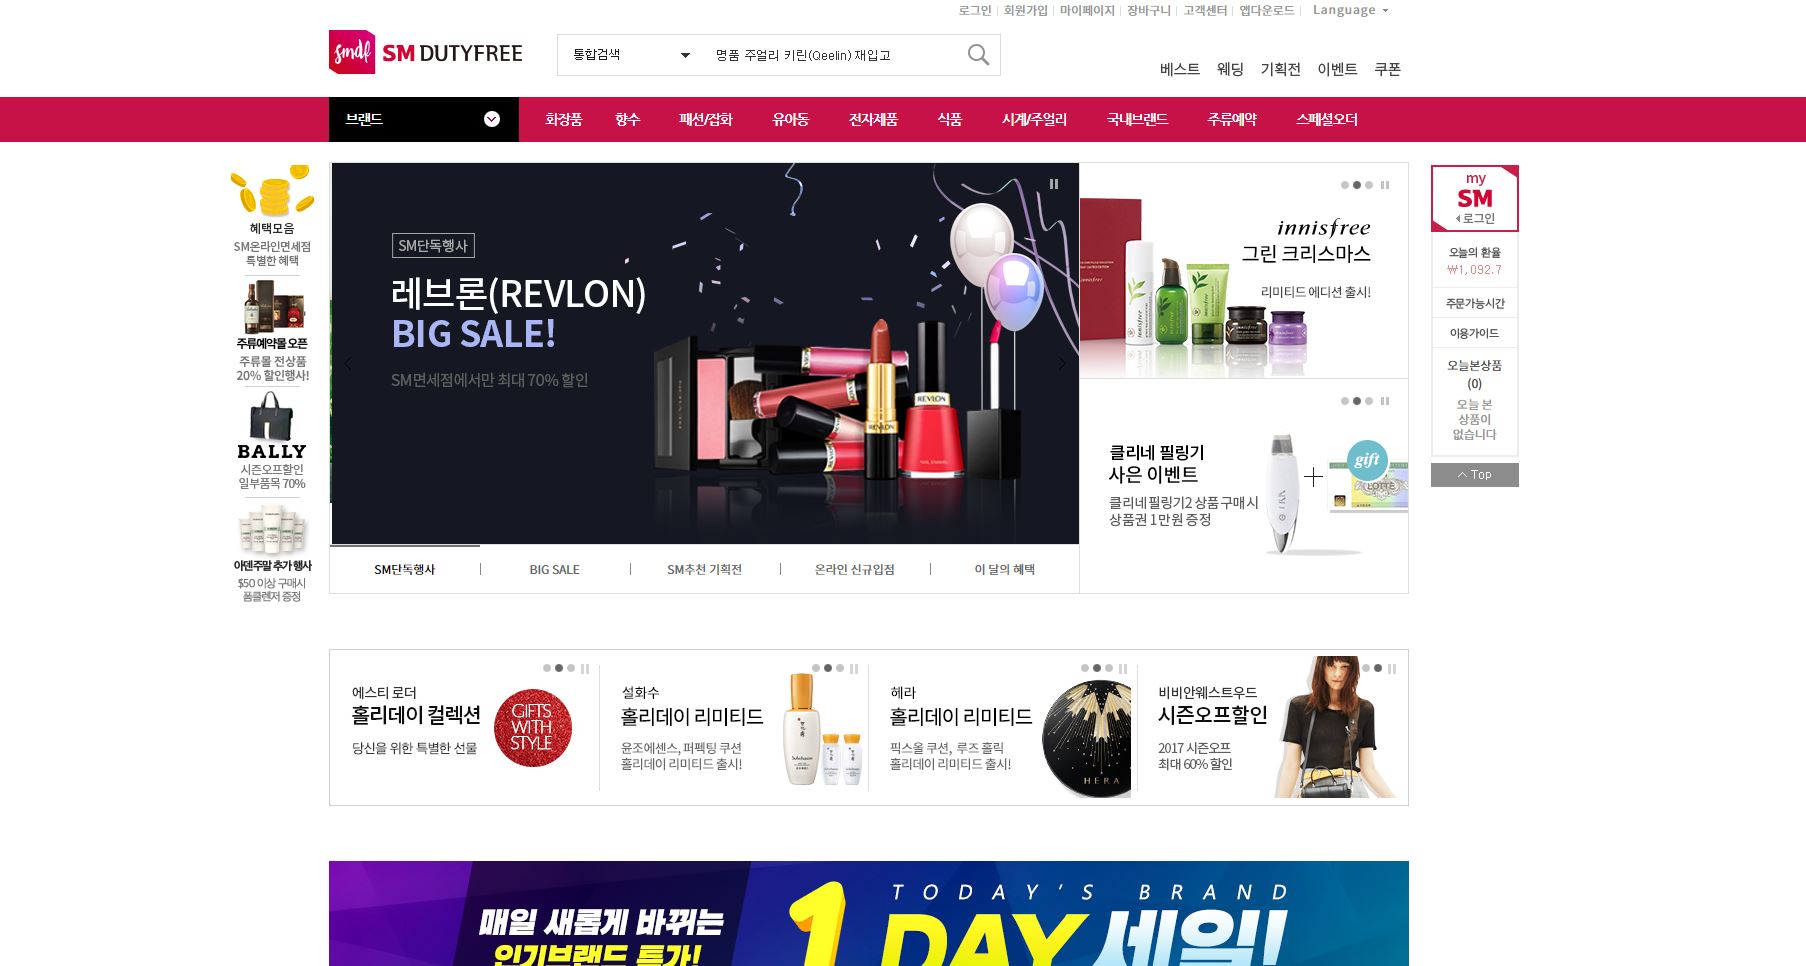 로그인 회원가입 마이페이지 장바구니 고객센터 앱다운로드 Language
smdf SM DUTYFREE
통합검색 명품 주얼리 키린(Qeelin) 재입고
베스트 웨딩 기획전 이벤트 쿠폰
브랜드 화장품 향수 패션/잡화 유아동 전자제품 식품 시계/주얼리 국내브랜드 주류예약 스페셜오더
혜택모음
SM온라인면세점
특별한 혜택
주류예약몰 오픈
주류몰 전상품
20% 할인행사!
BALLY
시즌오프할인
일부품목 70%
아덴주말 추가 행사
$50 이상 구매시
폼클렌저 증정
SM단독행사
레브론(REVLON)
BIG SALE!
SM면세점에서만 최대 70% 할인
REVLON
REVLON
REVLON
SM단독행사 BIG SALE SM추천 기획전 온라인 신규입점 이 달의 혜택
innisfree
그린 크리스마스
리미티드 에디션 출시!
innisfree
클리네 필링기
사은 이벤트
클리네 필링기2 상품 구매시
상품권 1만원 증정
gift
LOTTE
my
SM
로그인
오늘의 환율
₩1,092.7
주문가능시간
이용가이드
오늘본상품
(0)
오늘 본
상품이
없습니다
Top
에스티 로더
홀리데이 컬렉션
당신을 위한 특별한 선물
GIFTS
WITH
STYLE
설화수
홀리데이 리미티드
윤조에센스, 퍼펙팅 쿠션
홀리데이 리미티드 출시!
헤라
홀리데이 리미티드
픽스올 쿠션, 루즈 홀릭
홀리데이 리미티드 출시!
HERA
비비안웨스트우드
시즌오프할인
2017 시즌오프
최대 60% 할인
매일 새롭게 바뀌는
인기브랜드 특가!
TODAY'S BRAND
1 DAY 세일!